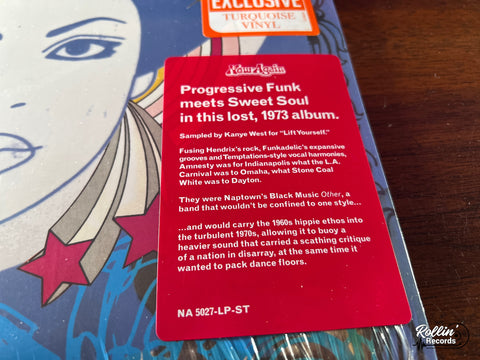 EXCLUSIVE
TURQUOISE
VINYL
Now-Again
Progressive Funk
meets Sweet Soul
in this lost, 1973 album.
Sampled by Kanye West for "Lift Yourself."
Fusing Hendrix's rock, Funkadelic's expansive
grooves and Temptations-style vocal harmonies,
Amnesty was for Indianapolis what the L.A.
Carnival was to Omaha, what Stone Coal
White was to Dayton.
They were Naptown's Black Music Other, a
band that wouldn't be confined to one style...
...and would carry the 1960s hippie ethos into
the turbulent 1970s, allowing it to buoy a
heavier sound that carried a scathing critique
of a nation in disarray, at the same time it
wanted to pack dance floors.
NA 5027-LP-ST
Rollin'
Records